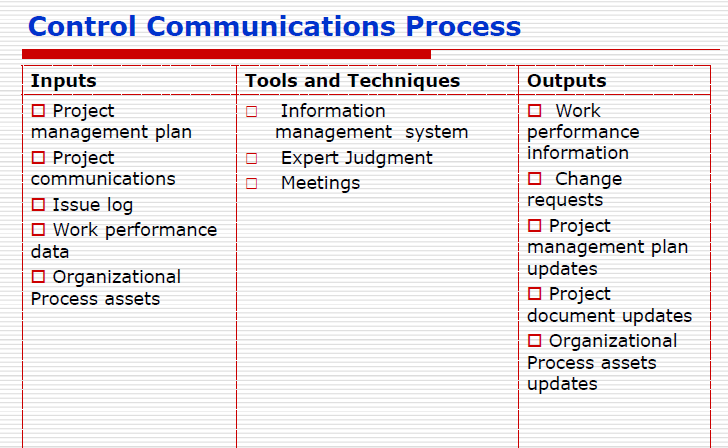 Control Communications Process
Inputs
Tools and Techniques
Outputs
Project
management plan
Project
communications
Issue log
Work performance
data
Organizational
Process assets
Information
management system
Expert Judgment
Meetings
Work
performance
information
Change
requests
Project
management plan
updates
Project
document updates
Organizational
Process assets
updates